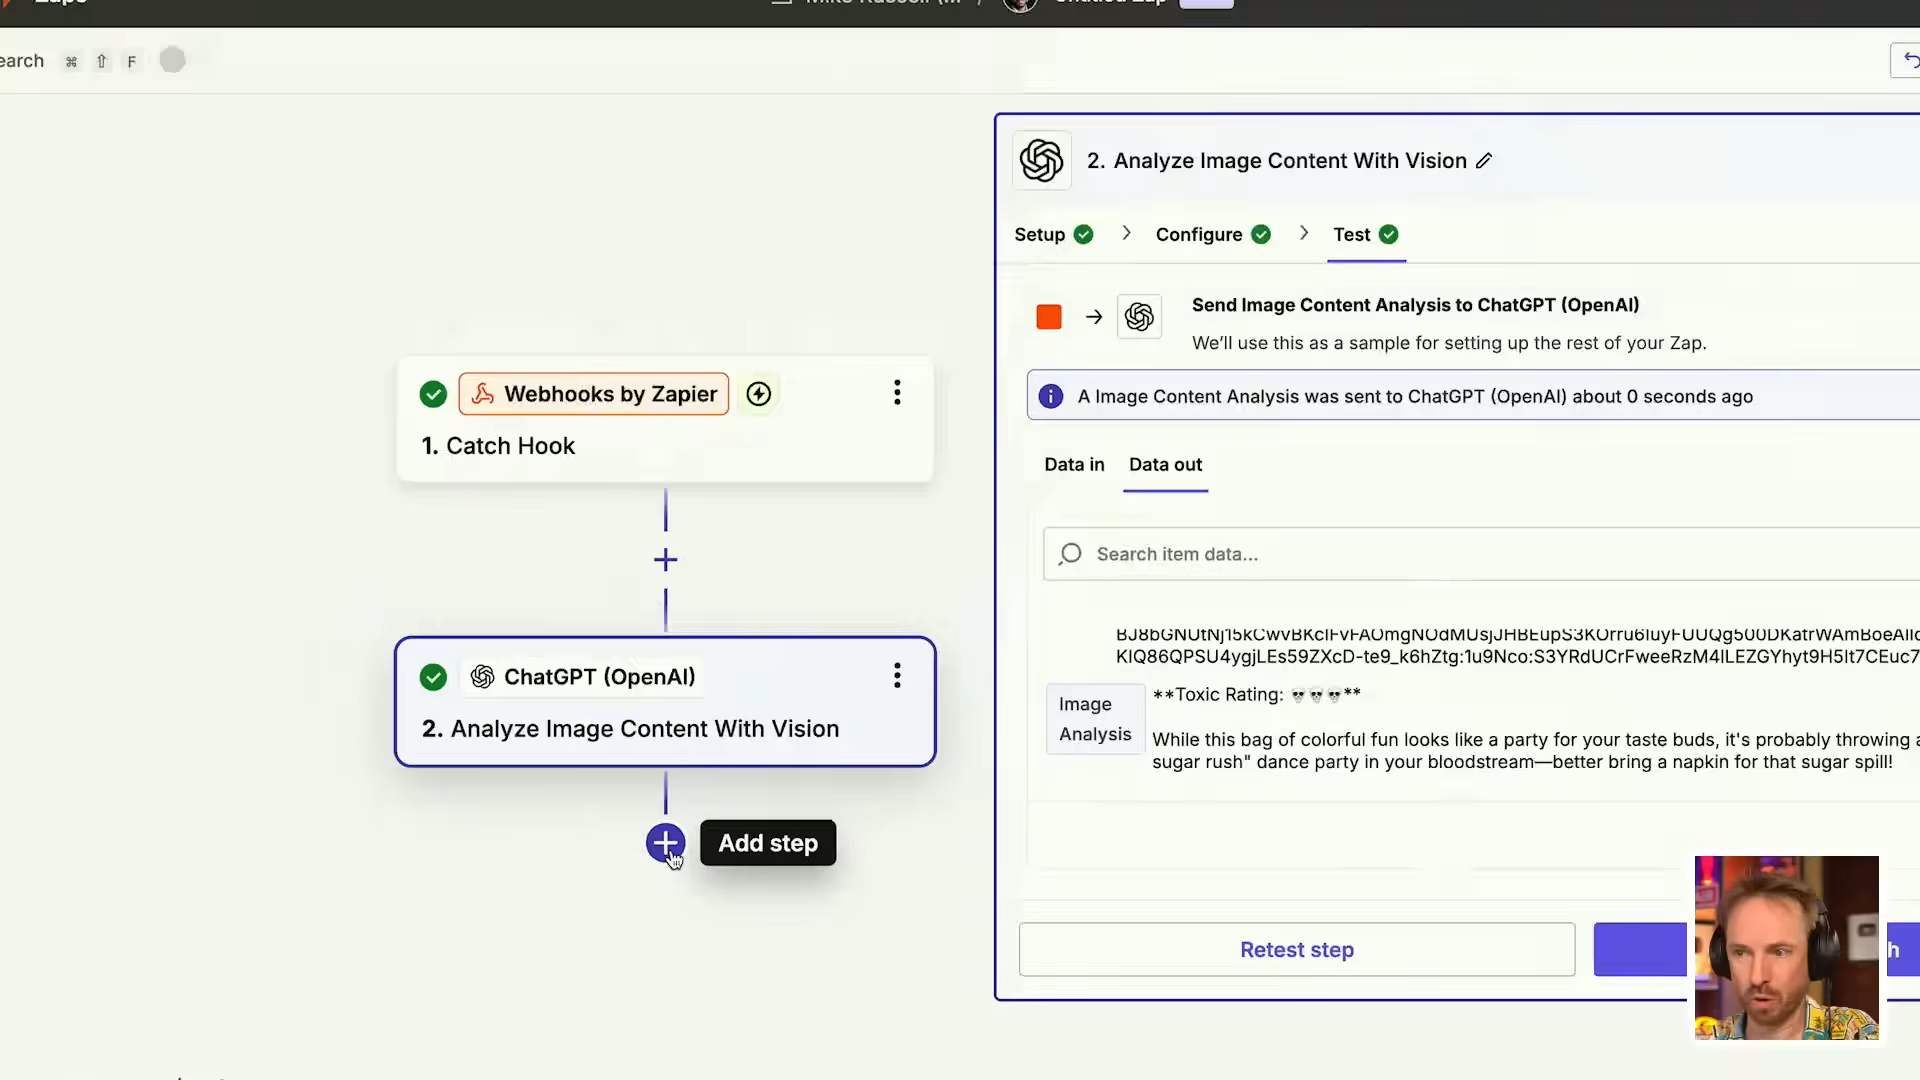 earch ⌘ ⇧ F
2. Analyze Image Content With Vision
Setup
Configure
Test
Send Image Content Analysis to ChatGPT (OpenAI)
We'll use this as a sample for setting up the rest of your Zap.
A Image Content Analysis was sent to ChatGPT (OpenAI) about 0 seconds ago
Data in
Data out
Search item data...
Image
Analysis
**Toxic Rating: 💀💀💀**
While this bag of colorful fun looks like a party for your taste buds, it's probably throwing
sugar rush" dance party in your bloodstream—better bring a napkin for that sugar spill!
Retest step
Webhooks by Zapier
1. Catch Hook
ChatGPT (OpenAI)
2. Analyze Image Content With Vision
Add step